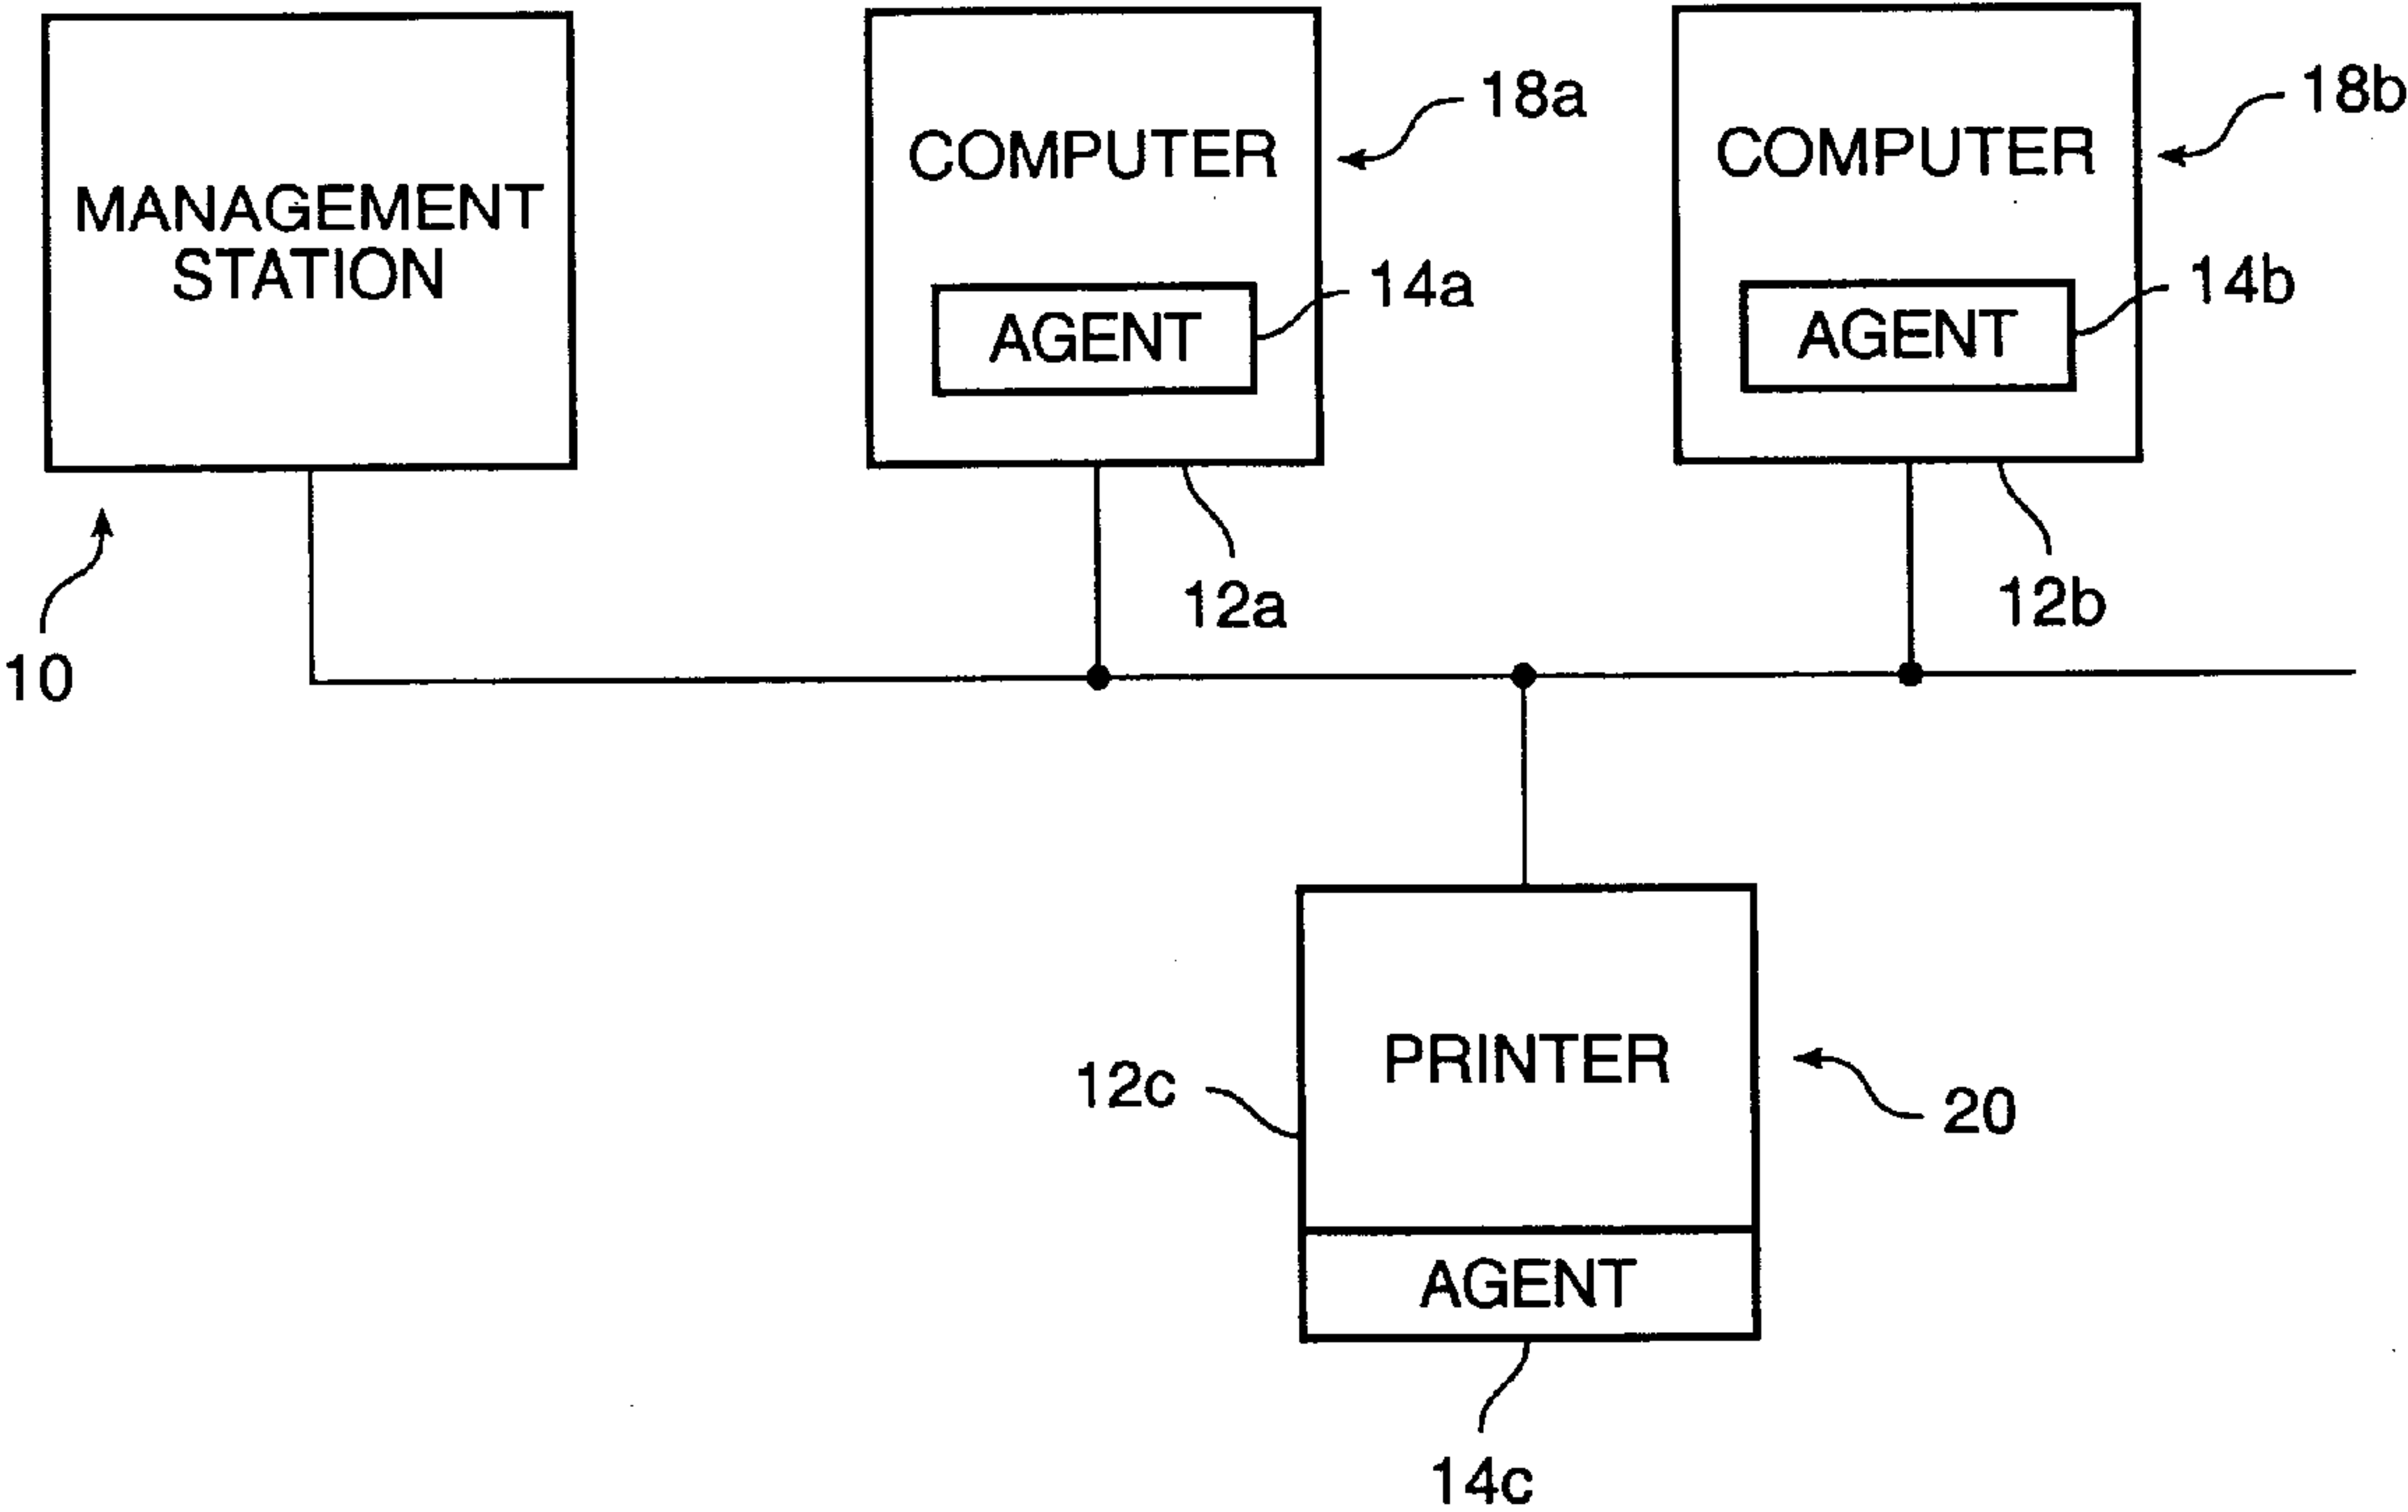 MANAGEMENT
STATION
10
COMPUTER
18a
AGENT
14a
12a
COMPUTER
18b
AGENT
14b
12b
PRINTER
12c
20
AGENT
14c